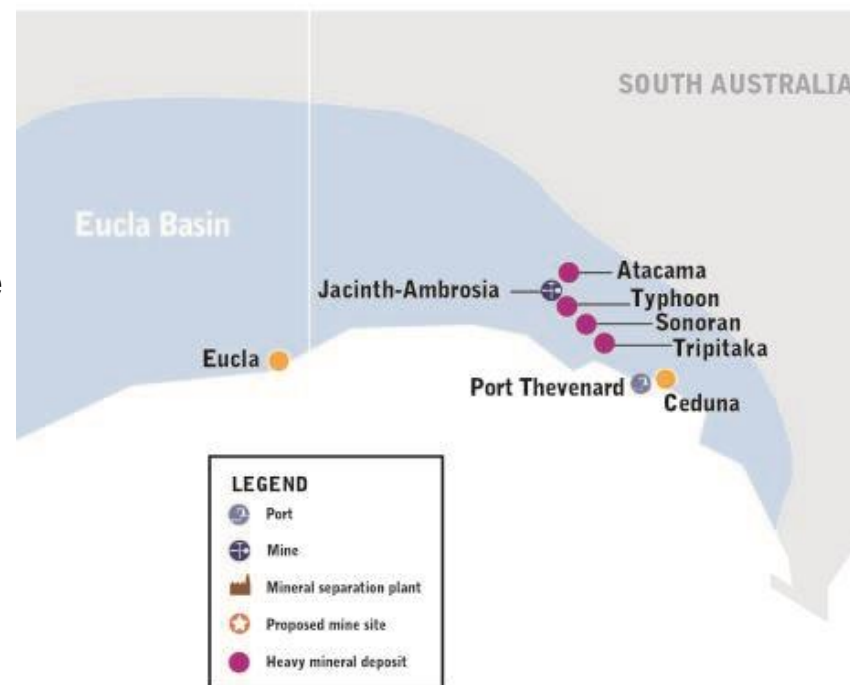 SOUTH AUSTRALIA
Eucla Basin
Atacama
Jacinth-Ambrosia
Typhoon
Sonoran
Tripitaka
Eucla
Port Thevenard
Ceduna
LEGEND
Port
Mine
Mineral separation plant
Proposed mine site
Heavy mineral deposit